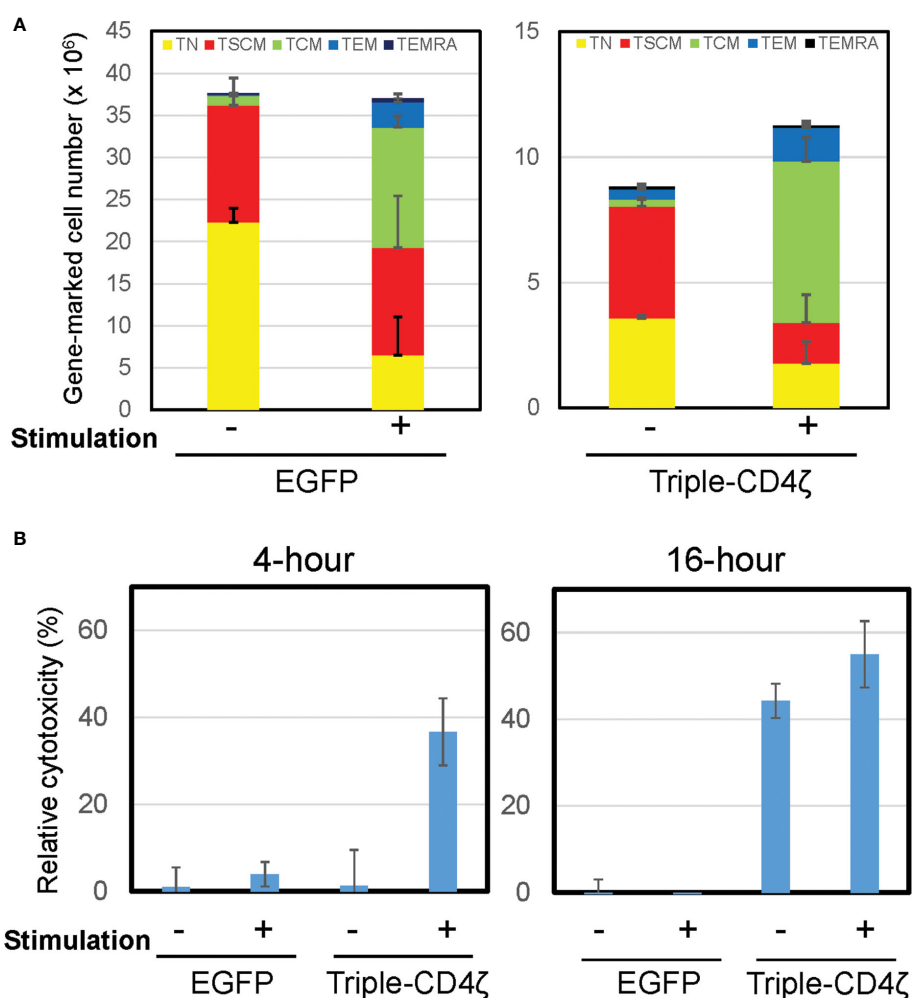 A
Gene-marked cell number (x 10⁶)
45
40
35
30
25
20
15
10
5
0
TN TSCM TCM TEM TEMRA
15
10
5
0
TN TSCM TCM TEM TEMRA
Stimulation - + - +
EGFP Triple-CD4ζ
B
4-hour 16-hour
Relative cytotoxicity (%)
60
40
20
0
60
40
20
0
Stimulation - + - + - + - +
EGFP Triple-CD4ζ EGFP Triple-CD4ζ